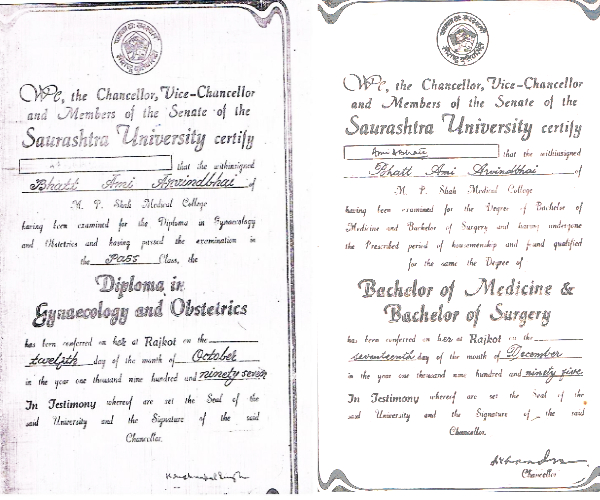 We, the Chancellor, Vice-Chancellor
and Members of the Senate of the
Saurashtra University certify
that the withinsigned
Bhatt Ami Arvindbhai of
M. P. Shah Medical College
having been examined for the Diploma in Gynaecology
and Obstetrics and having passed the examination in
the Pass Class, the
Diploma in
Gynaecology and Obstetrics
has been conferred on her at Rajkot on the
twelfth day of the month of October
in the year one thousand nine hundred and ninety seven
In Testimony whereof are set the Seal of the
said University and the Signature of the said
Chancellor.
We, the Chancellor, Vice-Chancellor
and Members of the Senate of the
Saurashtra University certify
that the withinsigned
Bhatt Ami Arvindbhai of
M. P. Shah Medical College
having been examined for the Degree of Bachelor of
Medicine and Bachelor of Surgery and having undergone
the Prescribed period of housemenship and found qualified
for the same the Degree of
Bachelor of Medicine &
Bachelor of Surgery
has been conferred on her at Rajkot on the
seventeenth day of the month of December
in the year one thousand nine hundred and ninety five
In Testimony whereof are set the Seal of the
said University and the Signature of the said
Chancellor.
Chancellor